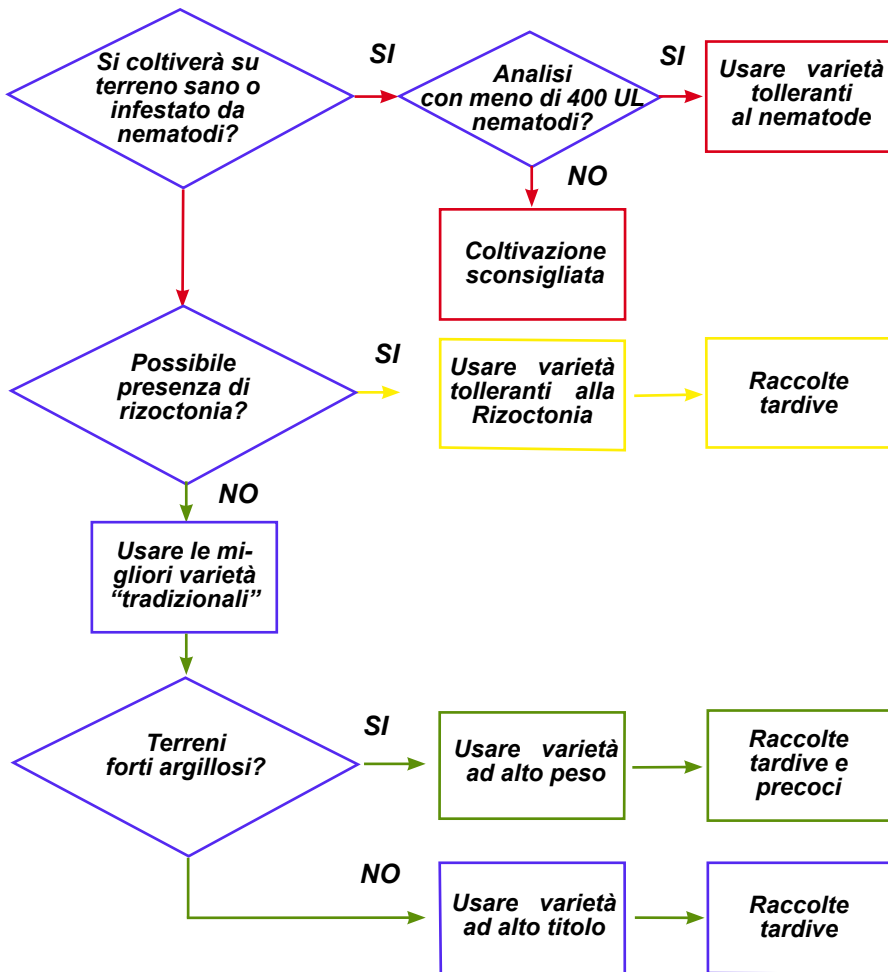 Si coltiverà su
terreno sano o
infestato da
nematodi?
SI
Analisi
con meno di 400 UL
nematodi?
SI
Usare varietà
tolleranti
al nematode
NO
Coltivazione
sconsigliata
Possibile
presenza di
rizoctonia?
SI
Usare varietà
tolleranti alla
Rizoctonia
Raccolte
tardive
NO
Usare le mi-
gliori varietà
“tradizionali”
Terreni
forti argillosi?
SI
Usare varietà
ad alto peso
Raccolte
tardive e
precoci
NO
Usare varietà
ad alto titolo
Raccolte
tardive